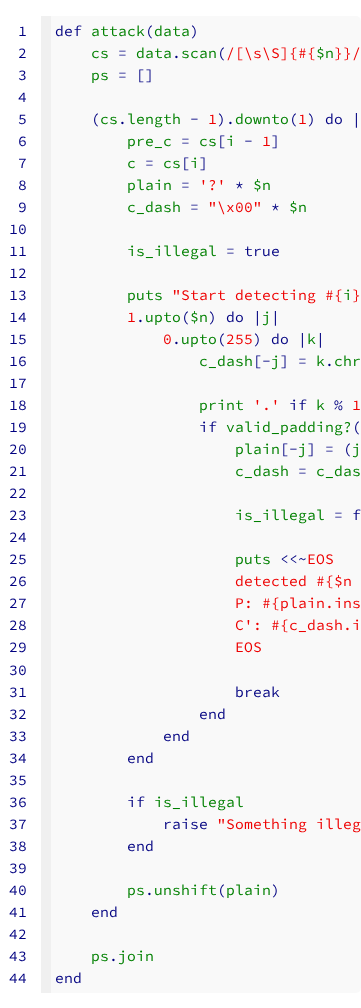 1 def attack(data)
2 cs = data.scan(/[\s\S]{#{$n}}/
3 ps = []
4
5 (cs.length - 1).downto(1) do |
6 pre_c = cs[i - 1]
7 c = cs[i]
8 plain = '?' * $n
9 c_dash = "\x00" * $n
10
11 is_illegal = true
12
13 puts "Start detecting #{i}
14 1.upto($n) do |j|
15 0.upto(255) do |k|
16 c_dash[-j] = k.chr
17
18 print '.' if k % 1
19 if valid_padding?(
20 plain[-j] = (j
21 c_dash = c_das
22
23 is_illegal = f
24
25 puts <<~EOS
26 detected #{$n
27 P: #{plain.ins
28 C': #{c_dash.i
29 EOS
30
31 break
32 end
33 end
34 end
35
36 if is_illegal
37 raise "Something illeg
38 end
39
40 ps.unshift(plain)
41 end
42
43 ps.join
44 end